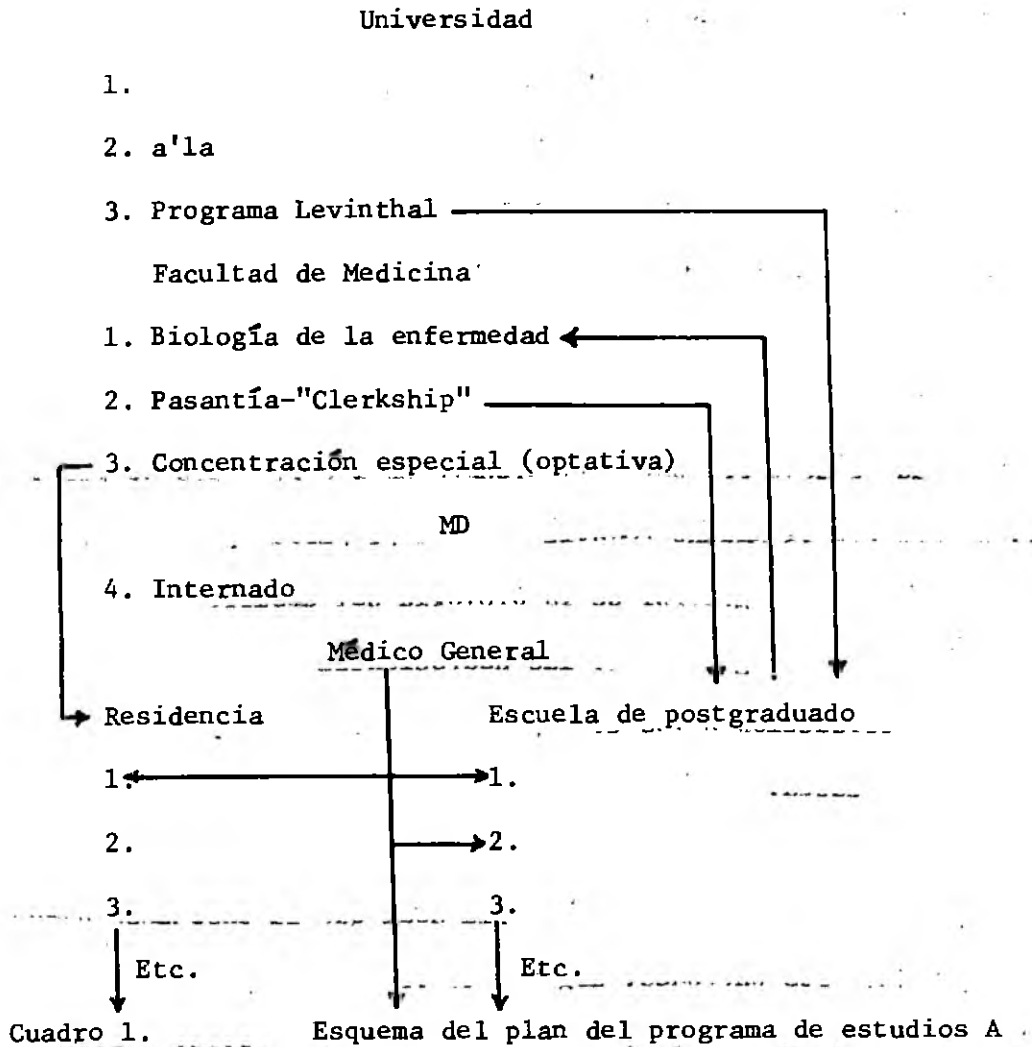 Universidad
1.
2. a'la
3. Programa Levinthal
Facultad de Medicina
1. Biología de la enfermedad
2. Pasantía-"Clerkship"
3. Concentración especial (optativa)
MD
4. Internado
Médico General
Residencia Escuela de postgraduado
1. 1.
2. 2.
3. 3.
Etc. Etc.
Cuadro 1. Esquema del plan del programa de estudios A